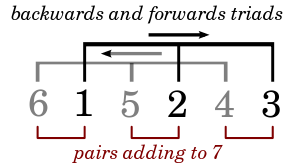 backwards and forwards triads
6 1 5 2 4 3
pairs adding to 7